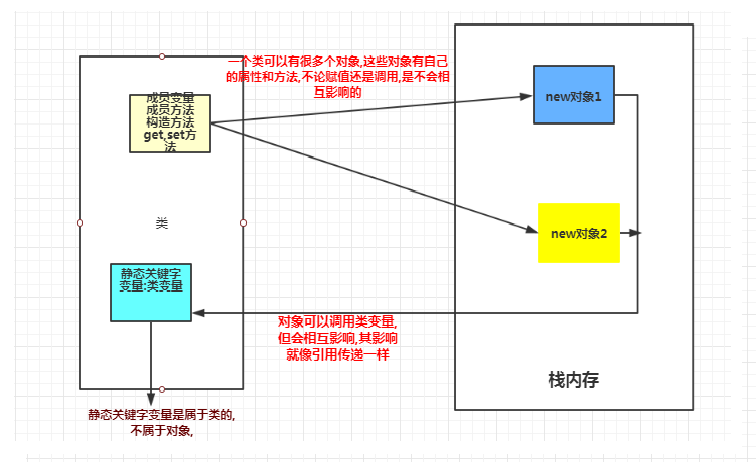 一个类可以有很多个对象,这些对象有自己
的属性和方法,不论赋值还是调用,是不会相
互影响的
成员变量
成员方法
构造方法
get,set方
法
new对象1
类
new对象2
静态关键字
变量:类变量
对象可以调用类变量,
但会相互影响,其影响
就像引用传递一样
栈内存
静态关键字变量是属于类的,
不属于对象,